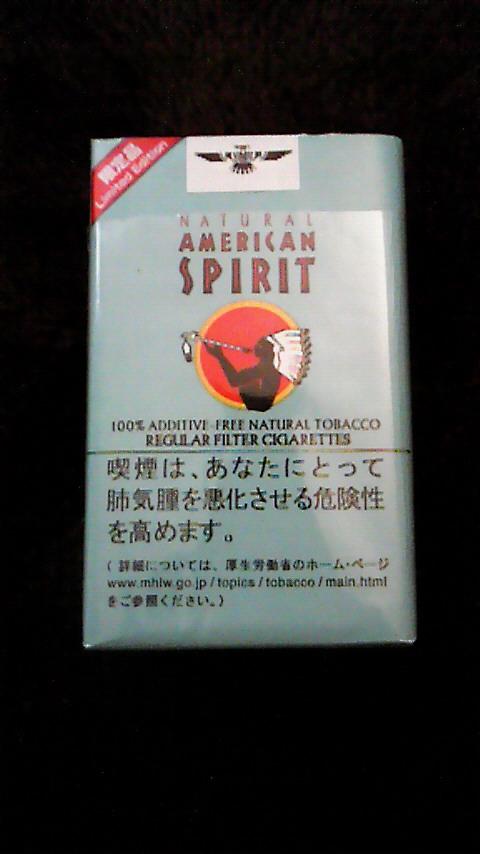 限定品
Limited Edition
NATURAL
AMERICAN
SPIRIT
100% ADDITIVE-FREE NATURAL TOBACCO
REGULAR FILTER CIGARETTES
喫煙は、あなたにとって
肺気腫を悪化させる危険性
を高めます。
(詳細については、厚生労働省のホーム・ページ
www.mhlw.go.jp/topics/tobacco/main.html
をご参照ください。)